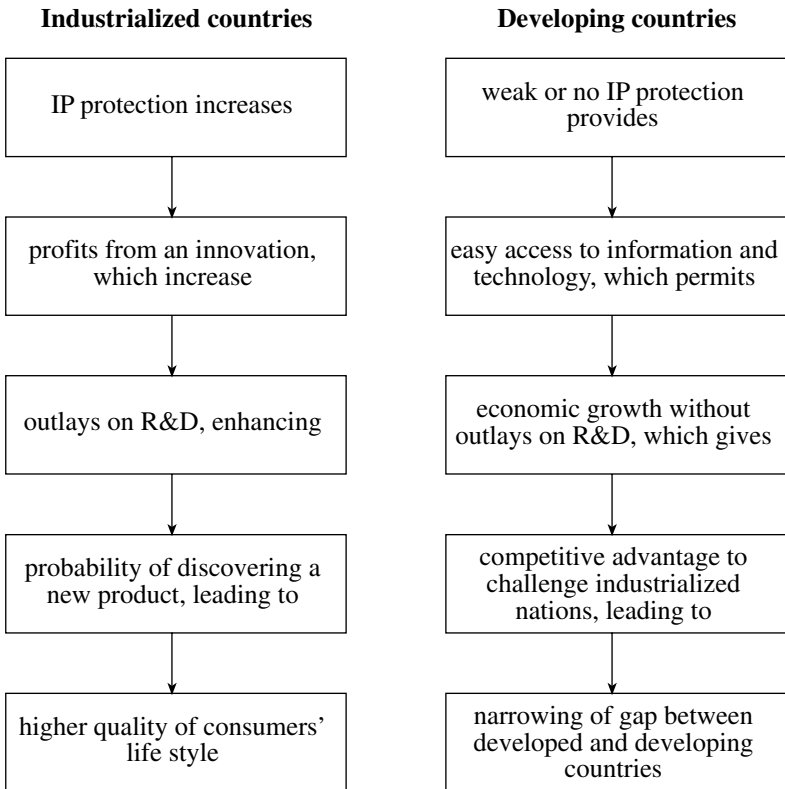 Industrialized countries
IP protection increases
profits from an innovation,
which increase
outlays on R&D, enhancing
probability of discovering a
new product, leading to
higher quality of consumers’
life style
Developing countries
weak or no IP protection
provides
easy access to information and
technology, which permits
economic growth without
outlays on R&D, which gives
competitive advantage to
challenge industrialized
nations, leading to
narrowing of gap between
developed and developing
countries